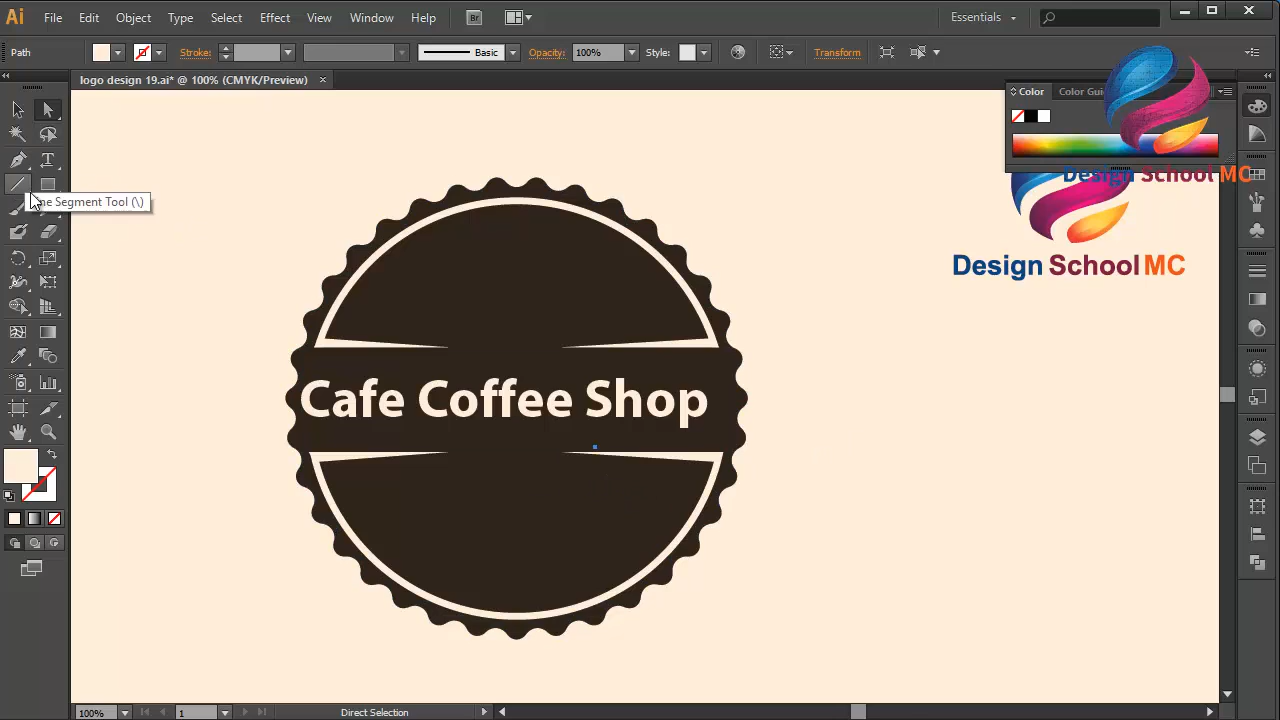 Ai File Edit Object Type Select Effect View Window Help Br Essentials
Path Stroke: Basic Opacity: 100% Style: Transform
logo design 19.ai* @ 100% (CMYK/Preview)
Color Color Gui
Segment Tool (\)
Design School MC
Design School MC
Cafe Coffee Shop
100% 1 Direct Selection